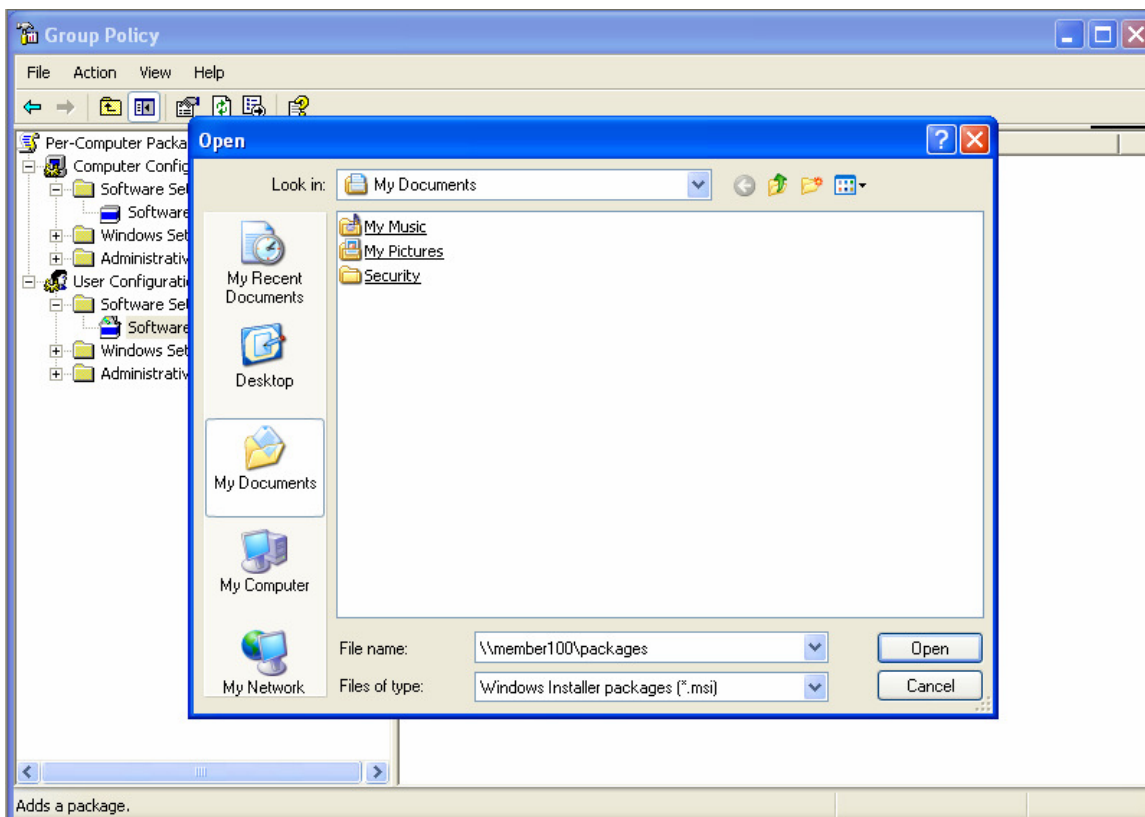 Group Policy
File Action View Help
Per-Computer Packa
Computer Config
Software Set
Software
Windows Set
Administrativ
User Configurati
Software Set
Software
Windows Set
Administrativ
Open
Look in: My Documents
My Recent
Documents
Desktop
My Documents
My Computer
My Network
My Music
My Pictures
Security
File name: \\member100\packages Open
Files of type: Windows Installer packages (*.msi) Cancel
Adds a package.